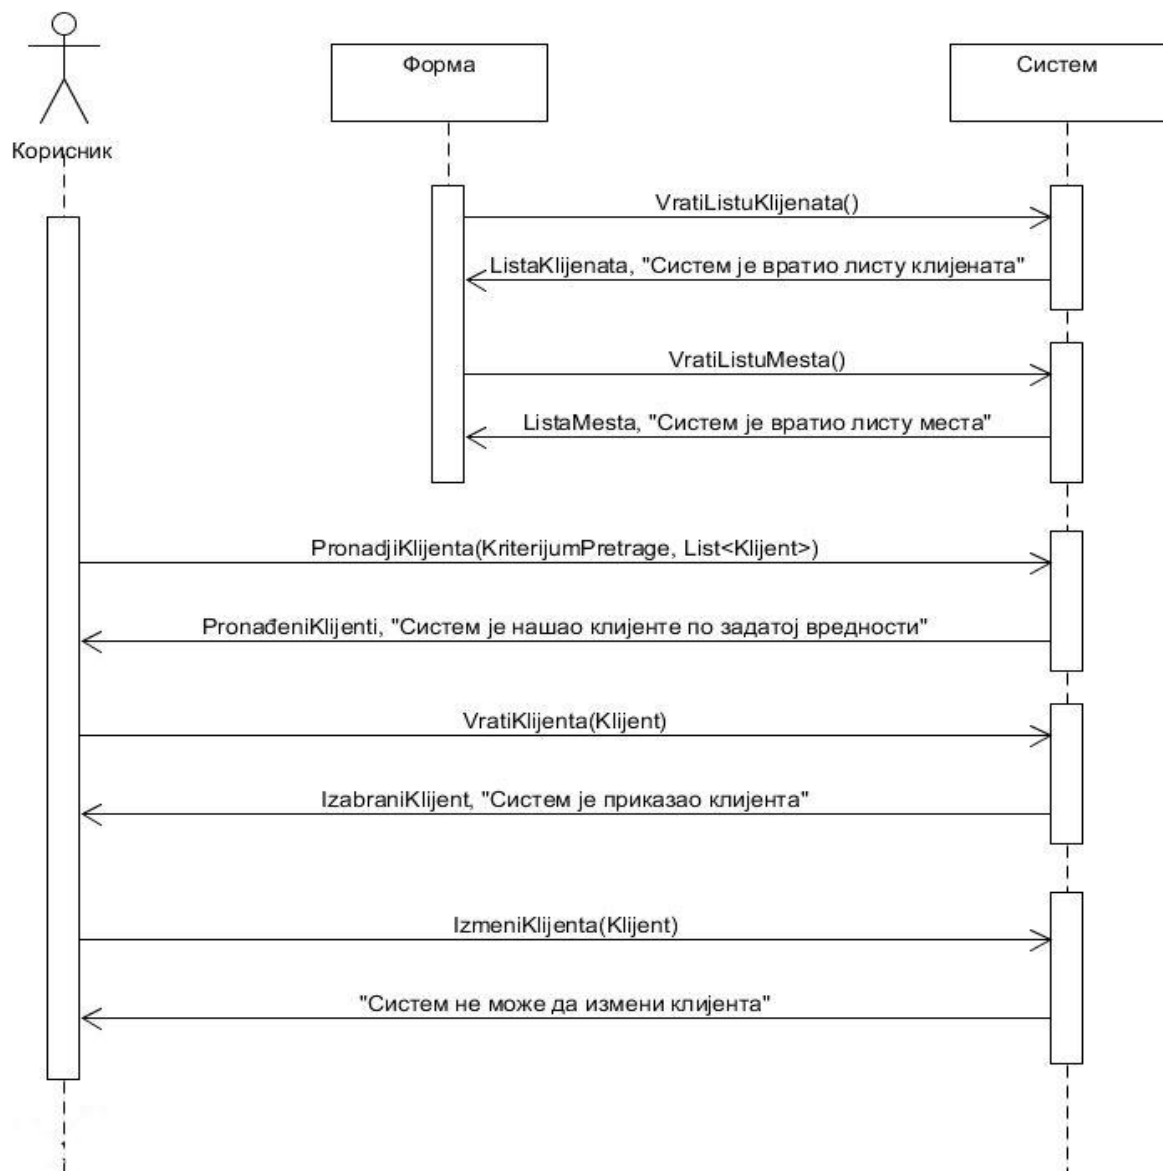 Форма
Систем
Корисник
VratiListuKlijenata()
ListaKlijenata, "Систем је вратио листу клијената"
VratiListuMesta()
ListaMesta, "Систем је вратио листу места"
PronadjiKlijenta(KriterijumPretrage, List<Klijent>)
PronađeniKlijenti, "Систем је нашао клијенте по задатој вредности"
VratiKlijenta(Klijent)
IzabraniKlijent, "Систем је приказао клијента"
IzmeniKlijenta(Klijent)
"Систем не може да измени клијента"